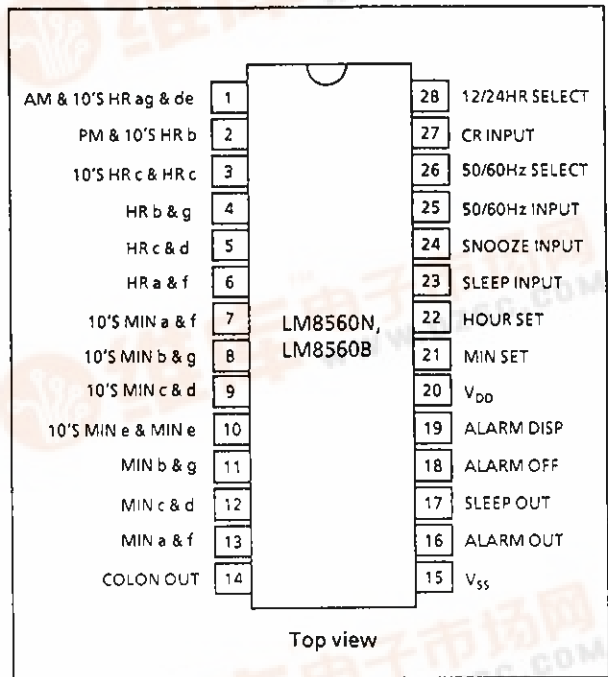 AM & 10'S HR ag & de 1
PM & 10'S HR b 2
10'S HR c & HR c 3
HR b & g 4
HR c & d 5
HR a & f 6
10'S MIN a & f 7
10'S MIN b & g 8
10'S MIN c & d 9
10'S MIN e & MIN e 10
MIN b & g 11
MIN c & d 12
MIN a & f 13
COLON OUT 14
LM8560N,
LM8560B
28 12/24HR SELECT
27 CR INPUT
26 50/60Hz SELECT
25 50/60Hz INPUT
24 SNOOZE INPUT
23 SLEEP INPUT
22 HOUR SET
21 MIN SET
20 VDD
19 ALARM DISP
18 ALARM OFF
17 SLEEP OUT
16 ALARM OUT
15 VSS
Top view